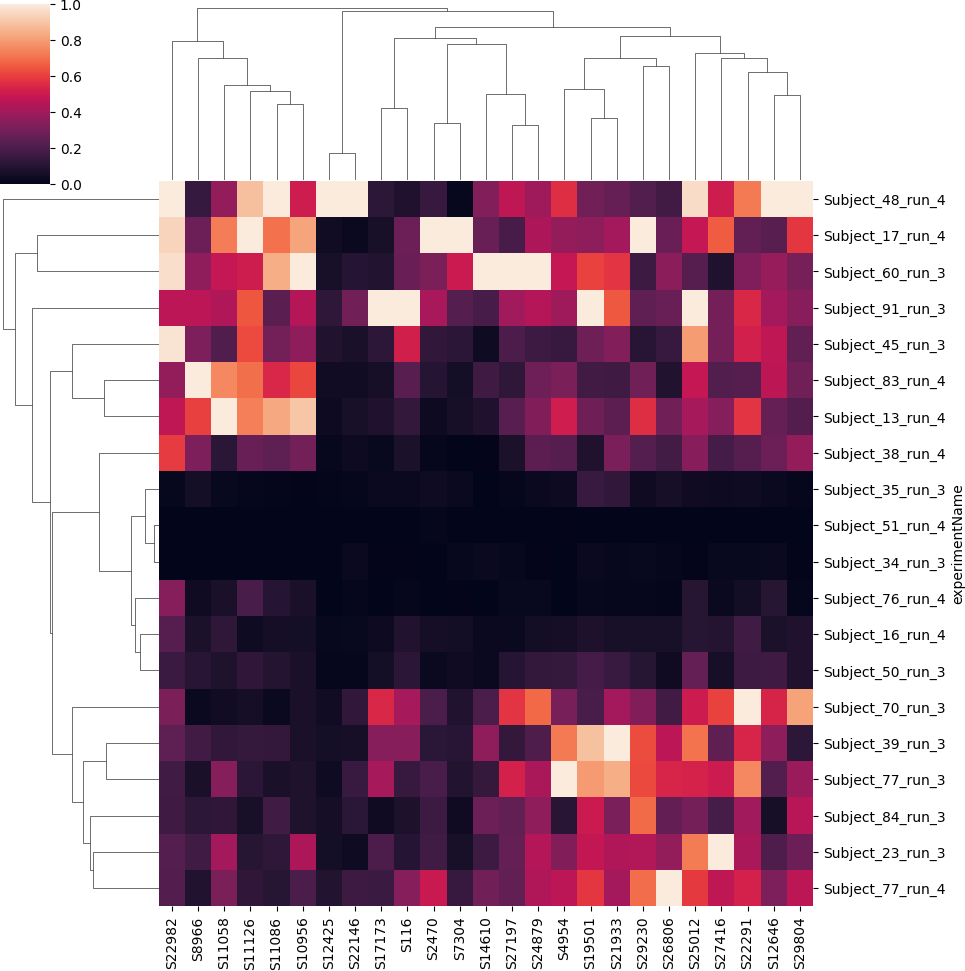 1.0
0.8
0.6
0.4
0.2
0.0
Subject_48_run_4
Subject_17_run_4
Subject_60_run_3
Subject_91_run_3
Subject_45_run_3
Subject_83_run_4
Subject_13_run_4
Subject_38_run_4
Subject_35_run_3
Subject_51_run_4
Subject_34_run_3
Subject_76_run_4
Subject_16_run_4
Subject_50_run_3
Subject_70_run_3
Subject_39_run_3
Subject_77_run_3
Subject_84_run_3
Subject_23_run_3
Subject_77_run_4
experimentName
S22982
S8966
S11058
S11126
S11086
S10956
S12425
S22146
S17173
S116
S2470
S7304
S14610
S27197
S24879
S4954
S19501
S21933
S29230
S26806
S25012
S27416
S22291
S12646
S29804